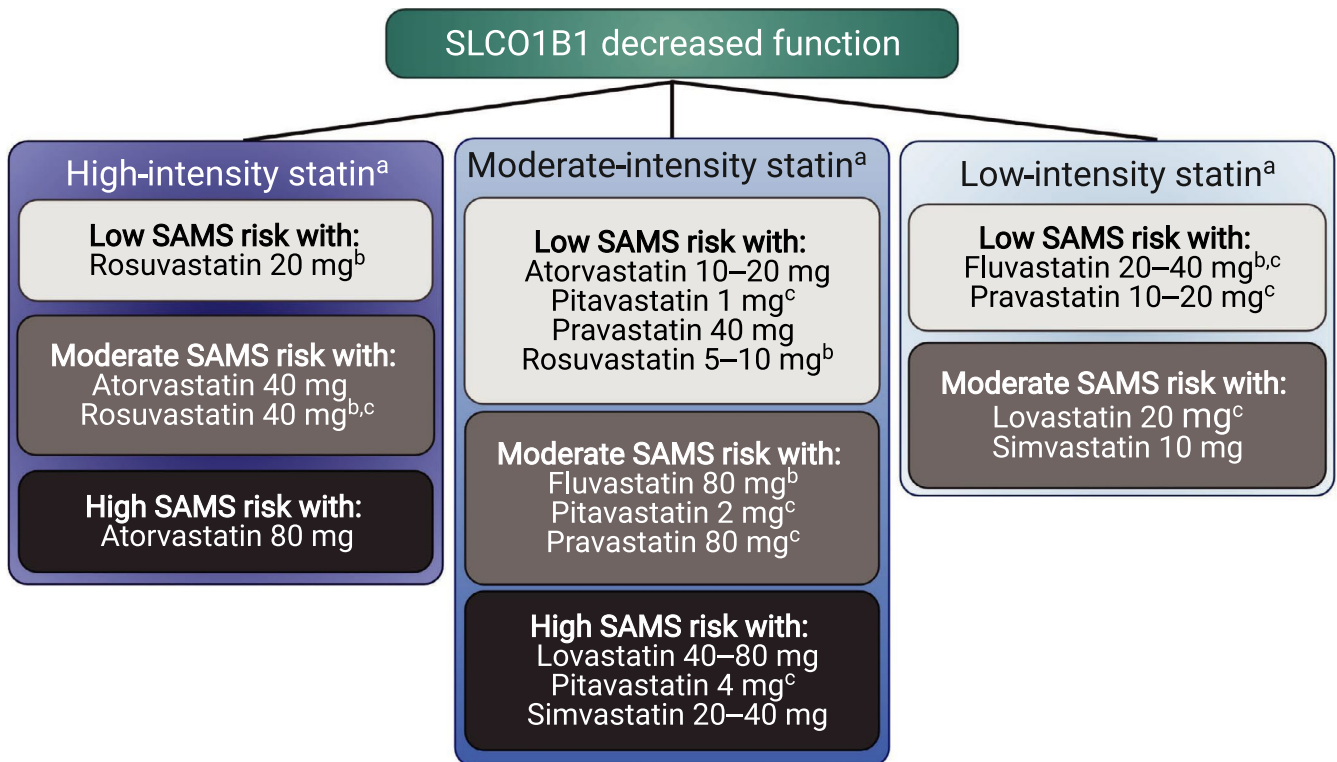 SLCO1B1 decreased function
High-intensity statinᵃ
Low SAMS risk with:
Rosuvastatin 20 mgᵇ
Moderate SAMS risk with:
Atorvastatin 40 mg
Rosuvastatin 40 mgᵇ,ᶜ
High SAMS risk with:
Atorvastatin 80 mg
Moderate-intensity statinᵃ
Low SAMS risk with:
Atorvastatin 10–20 mg
Pitavastatin 1 mgᶜ
Pravastatin 40 mg
Rosuvastatin 5–10 mgᵇ
Moderate SAMS risk with:
Fluvastatin 80 mgᵇ
Pitavastatin 2 mgᶜ
Pravastatin 80 mgᶜ
High SAMS risk with:
Lovastatin 40–80 mg
Pitavastatin 4 mgᶜ
Simvastatin 20–40 mg
Low-intensity statinᵃ
Low SAMS risk with:
Fluvastatin 20–40 mgᵇ,ᶜ
Pravastatin 10–20 mgᶜ
Moderate SAMS risk with:
Lovastatin 20 mgᶜ
Simvastatin 10 mg